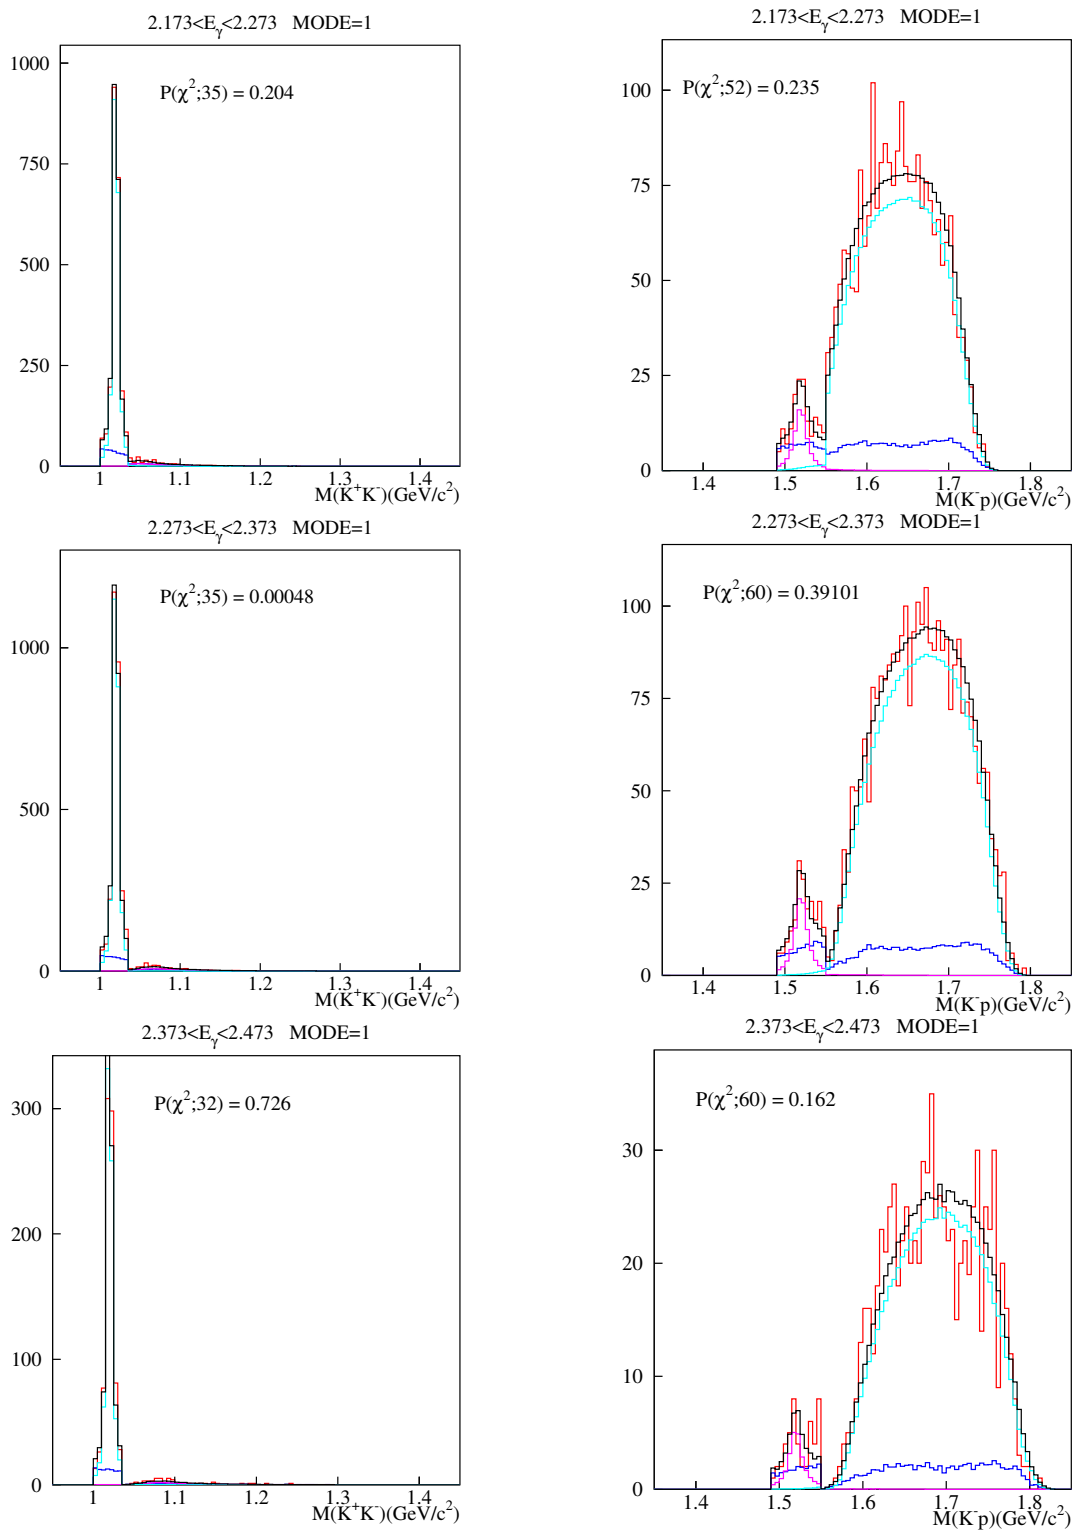 2.173<Eγ<2.273 MODE=1
P(χ²;35) = 0.204
1000
750
500
250
0
1 1.1 1.2 1.3 1.4
M(K⁺K⁻)(GeV/c²)
2.173<Eγ<2.273 MODE=1
P(χ²;52) = 0.235
100
75
50
25
0
1.4 1.5 1.6 1.7 1.8
M(K⁻p)(GeV/c²)
2.273<Eγ<2.373 MODE=1
P(χ²;35) = 0.00048
1000
500
0
1 1.1 1.2 1.3 1.4
M(K⁺K⁻)(GeV/c²)
2.273<Eγ<2.373 MODE=1
P(χ²;60) = 0.39101
100
75
50
25
0
1.4 1.5 1.6 1.7 1.8
M(K⁻p)(GeV/c²)
2.373<Eγ<2.473 MODE=1
P(χ²;32) = 0.726
300
200
100
0
1 1.1 1.2 1.3 1.4
M(K⁺K⁻)(GeV/c²)
2.373<Eγ<2.473 MODE=1
P(χ²;60) = 0.162
30
20
10
0
1.4 1.5 1.6 1.7 1.8
M(K⁻p)(GeV/c²)